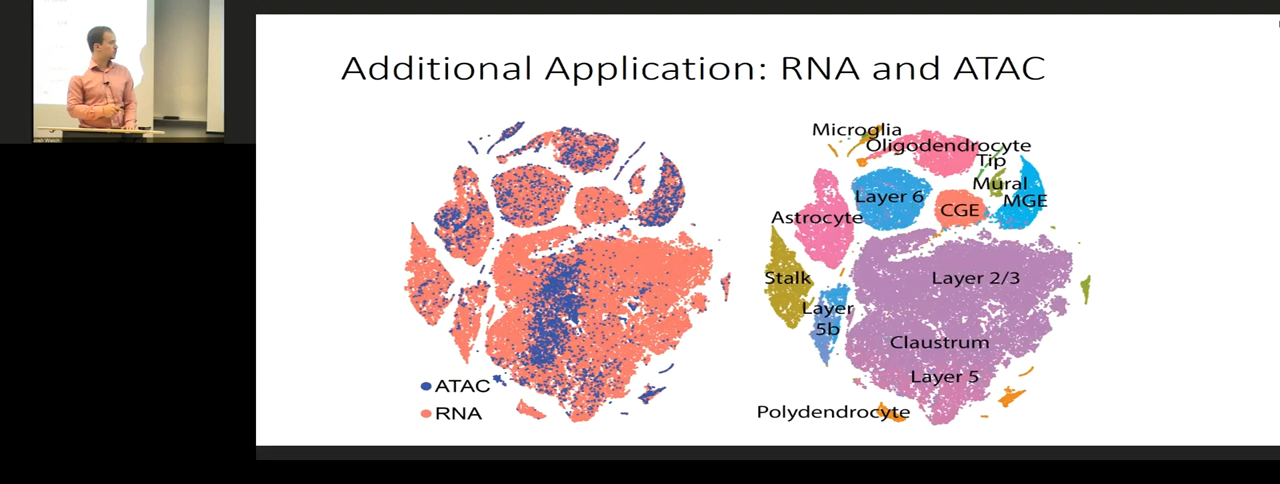 Additional Application: RNA and ATAC
ATAC
RNA
Microglia
Oligodendrocyte
Tip
Mural
MGE
Layer 6
CGE
Astrocyte
Stalk
Layer 2/3
Layer
5b
Claustrum
Layer 5
Polydendrocyte